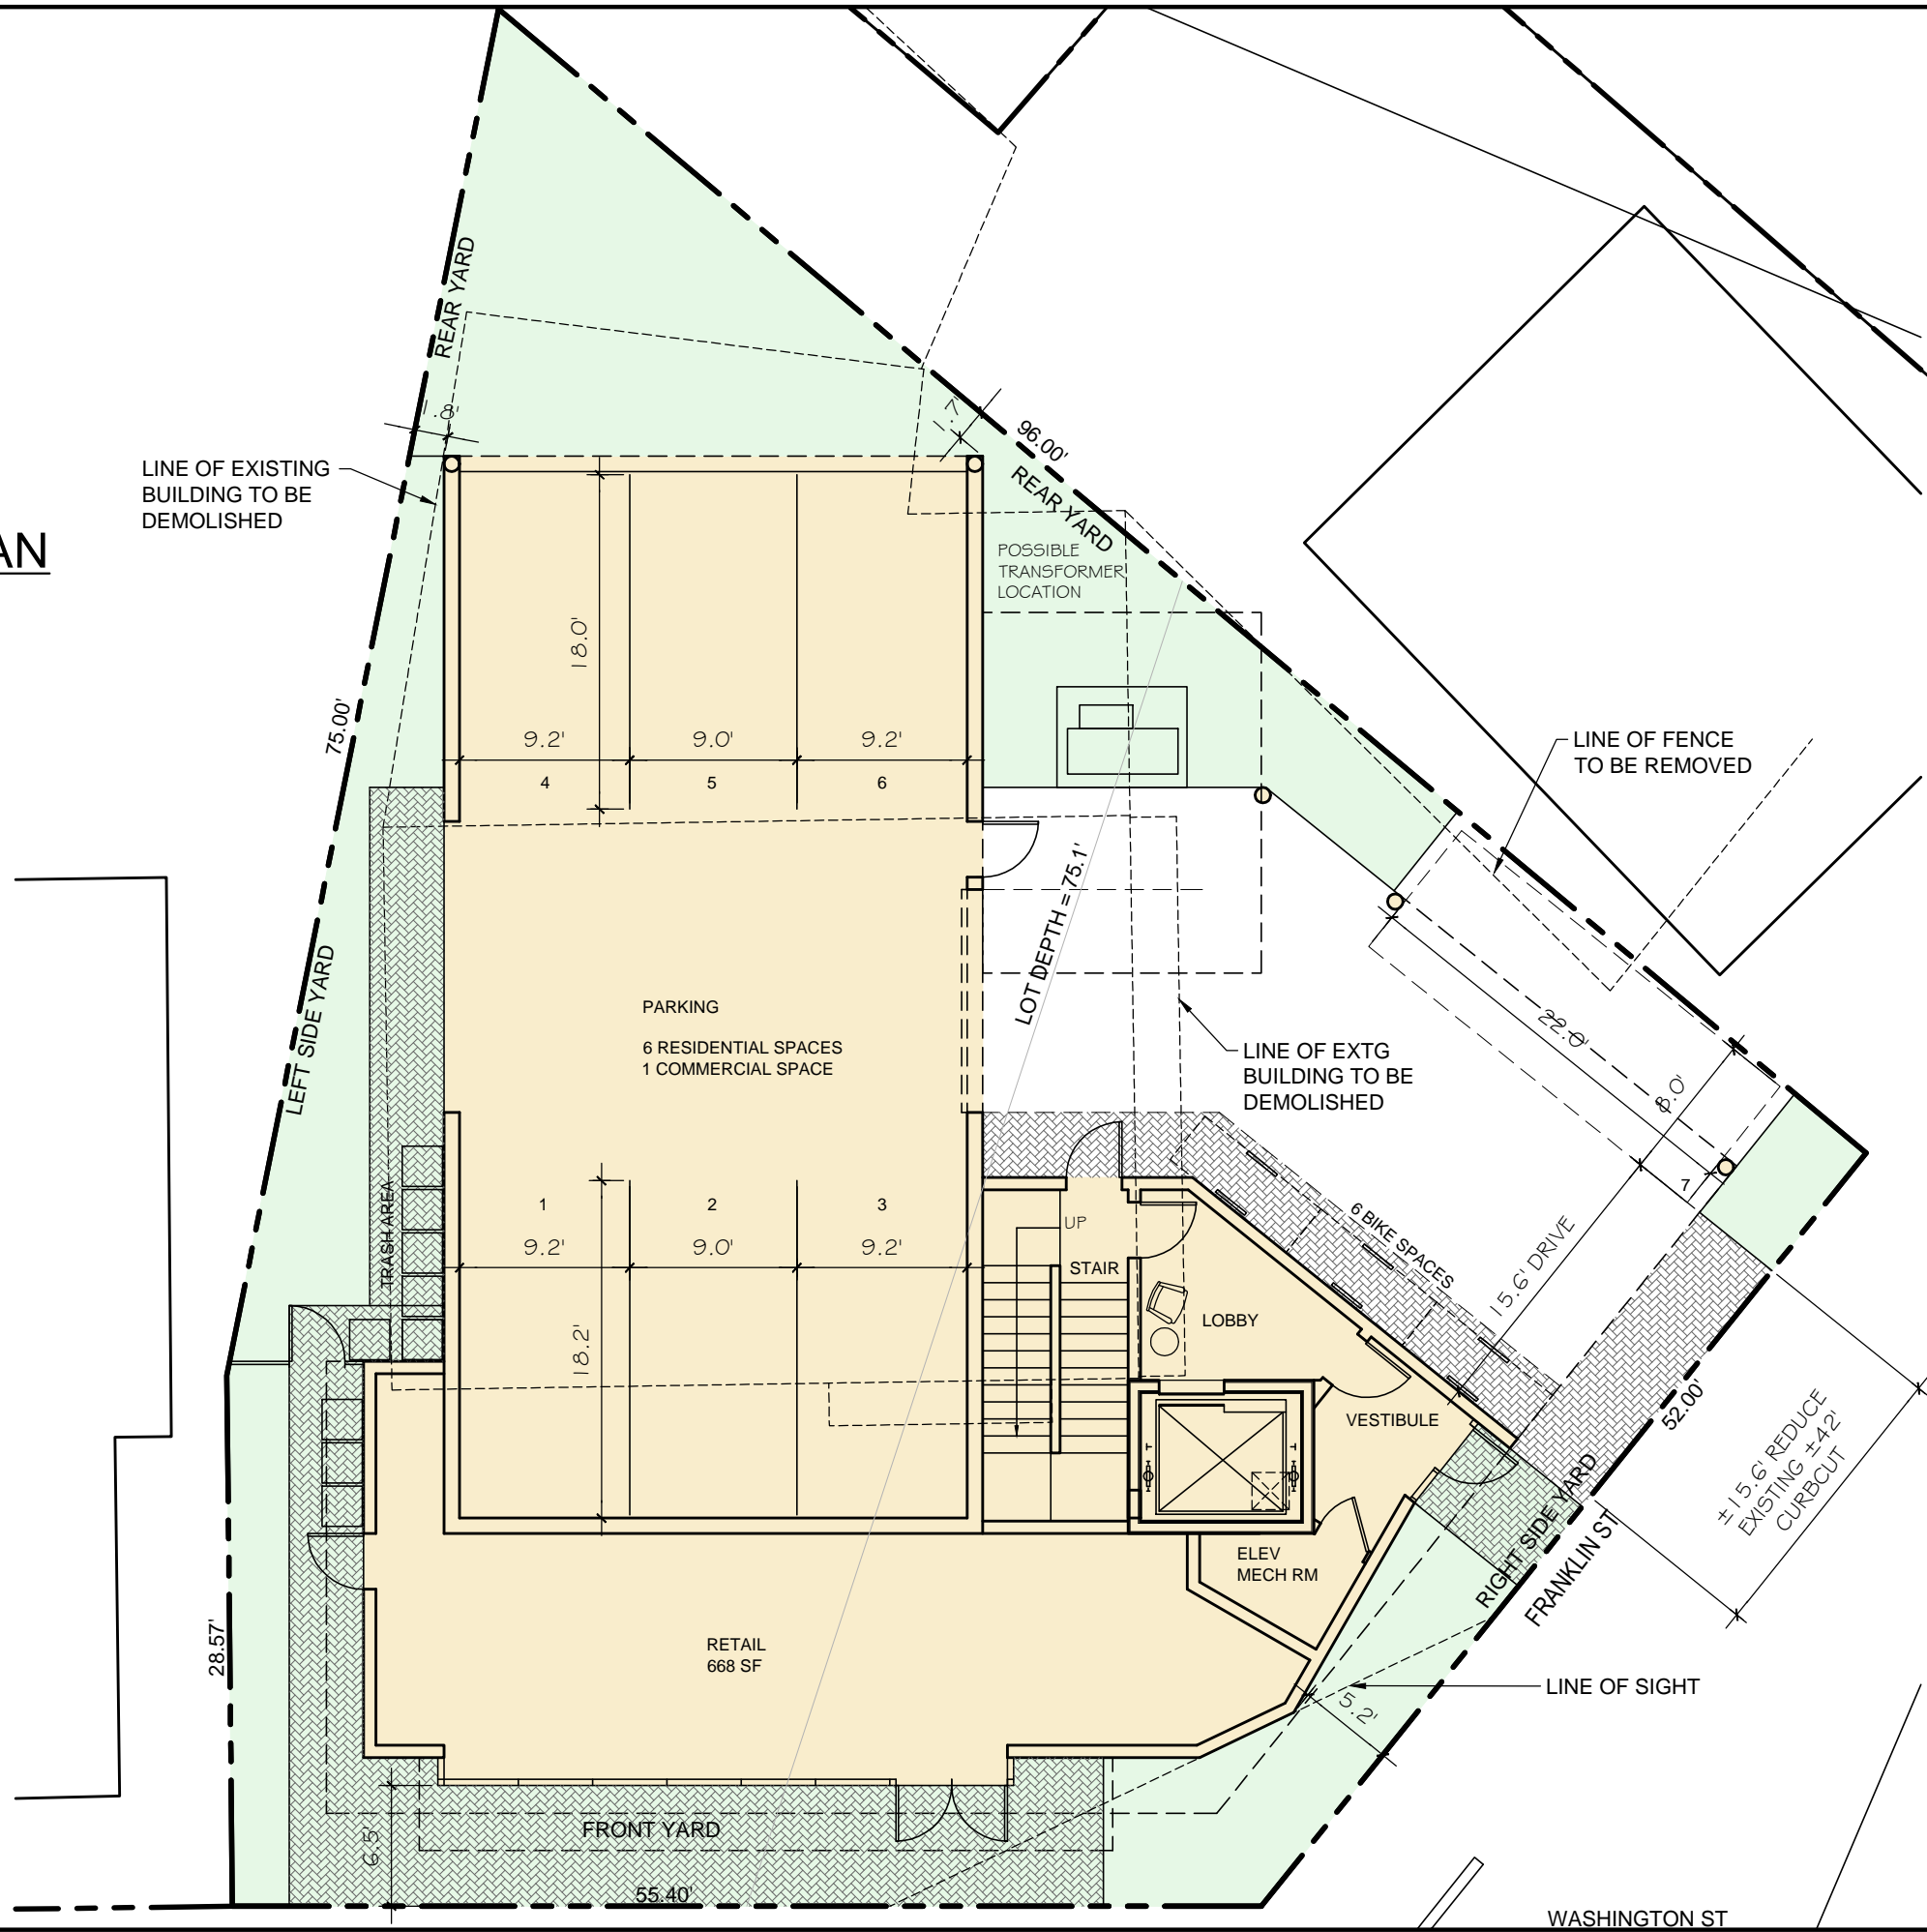 REAR YARD
.8'
1.7'
96.00'
REAR YARD
LINE OF EXISTING
BUILDING TO BE
DEMOLISHED
AN
POSSIBLE
TRANSFORMER
LOCATION
18.0'
75.00'
9.2'
9.0'
9.2'
4
5
6
LINE OF FENCE
TO BE REMOVED
LOT DEPTH = 75.1'
LEFT SIDE YARD
PARKING
6 RESIDENTIAL SPACES
1 COMMERCIAL SPACE
22.0'
8.0'
LINE OF EXTG
BUILDING TO BE
DEMOLISHED
7
TRASH AREA
1
2
3
9.2'
9.0'
9.2'
18.2'
UP
STAIR
6 BIKE SPACES
15.6' DRIVE
LOBBY
VESTIBULE
52.00'
±15.6' REDUCE
EXISTING ±42'
CURBCUT
RIGHT SIDE YARD
FRANKLIN ST
ELEV
MECH RM
28.57'
RETAIL
668 SF
LINE OF SIGHT
5.2'
FRONT YARD
6.5'
55.40'
WASHINGTON ST